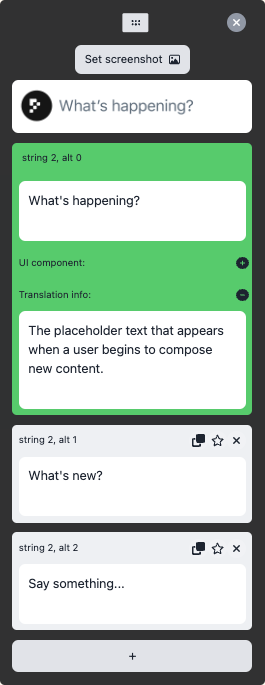 Set screenshot
What's happening?
string 2, alt 0
What's happening?
UI component:
Translation info:
The placeholder text that appears
when a user begins to compose
new content.
string 2, alt 1
What's new?
string 2, alt 2
Say something...
+